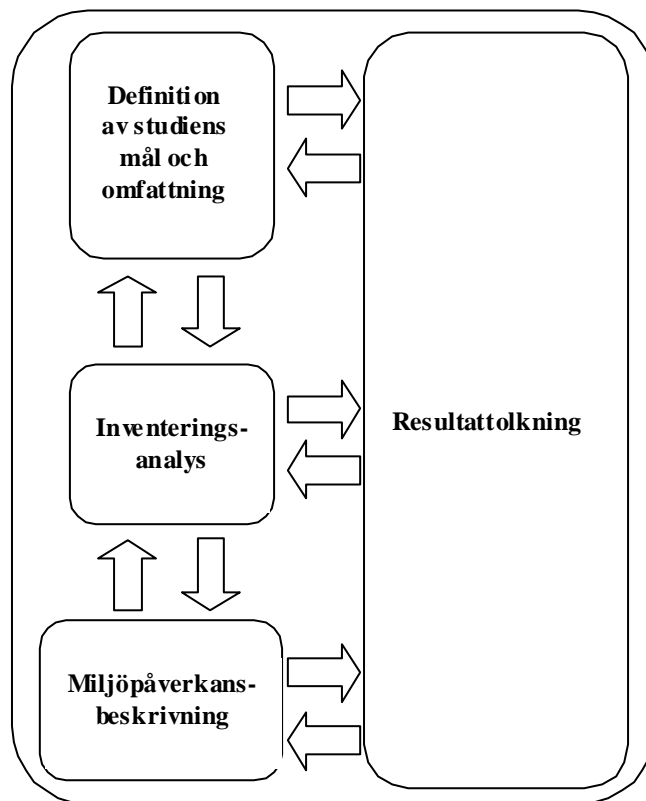 Definition
av studiens
mål och
omfattning
Inventerings-
analys
Resultattolkning
Miljöpåverkans-
beskrivning